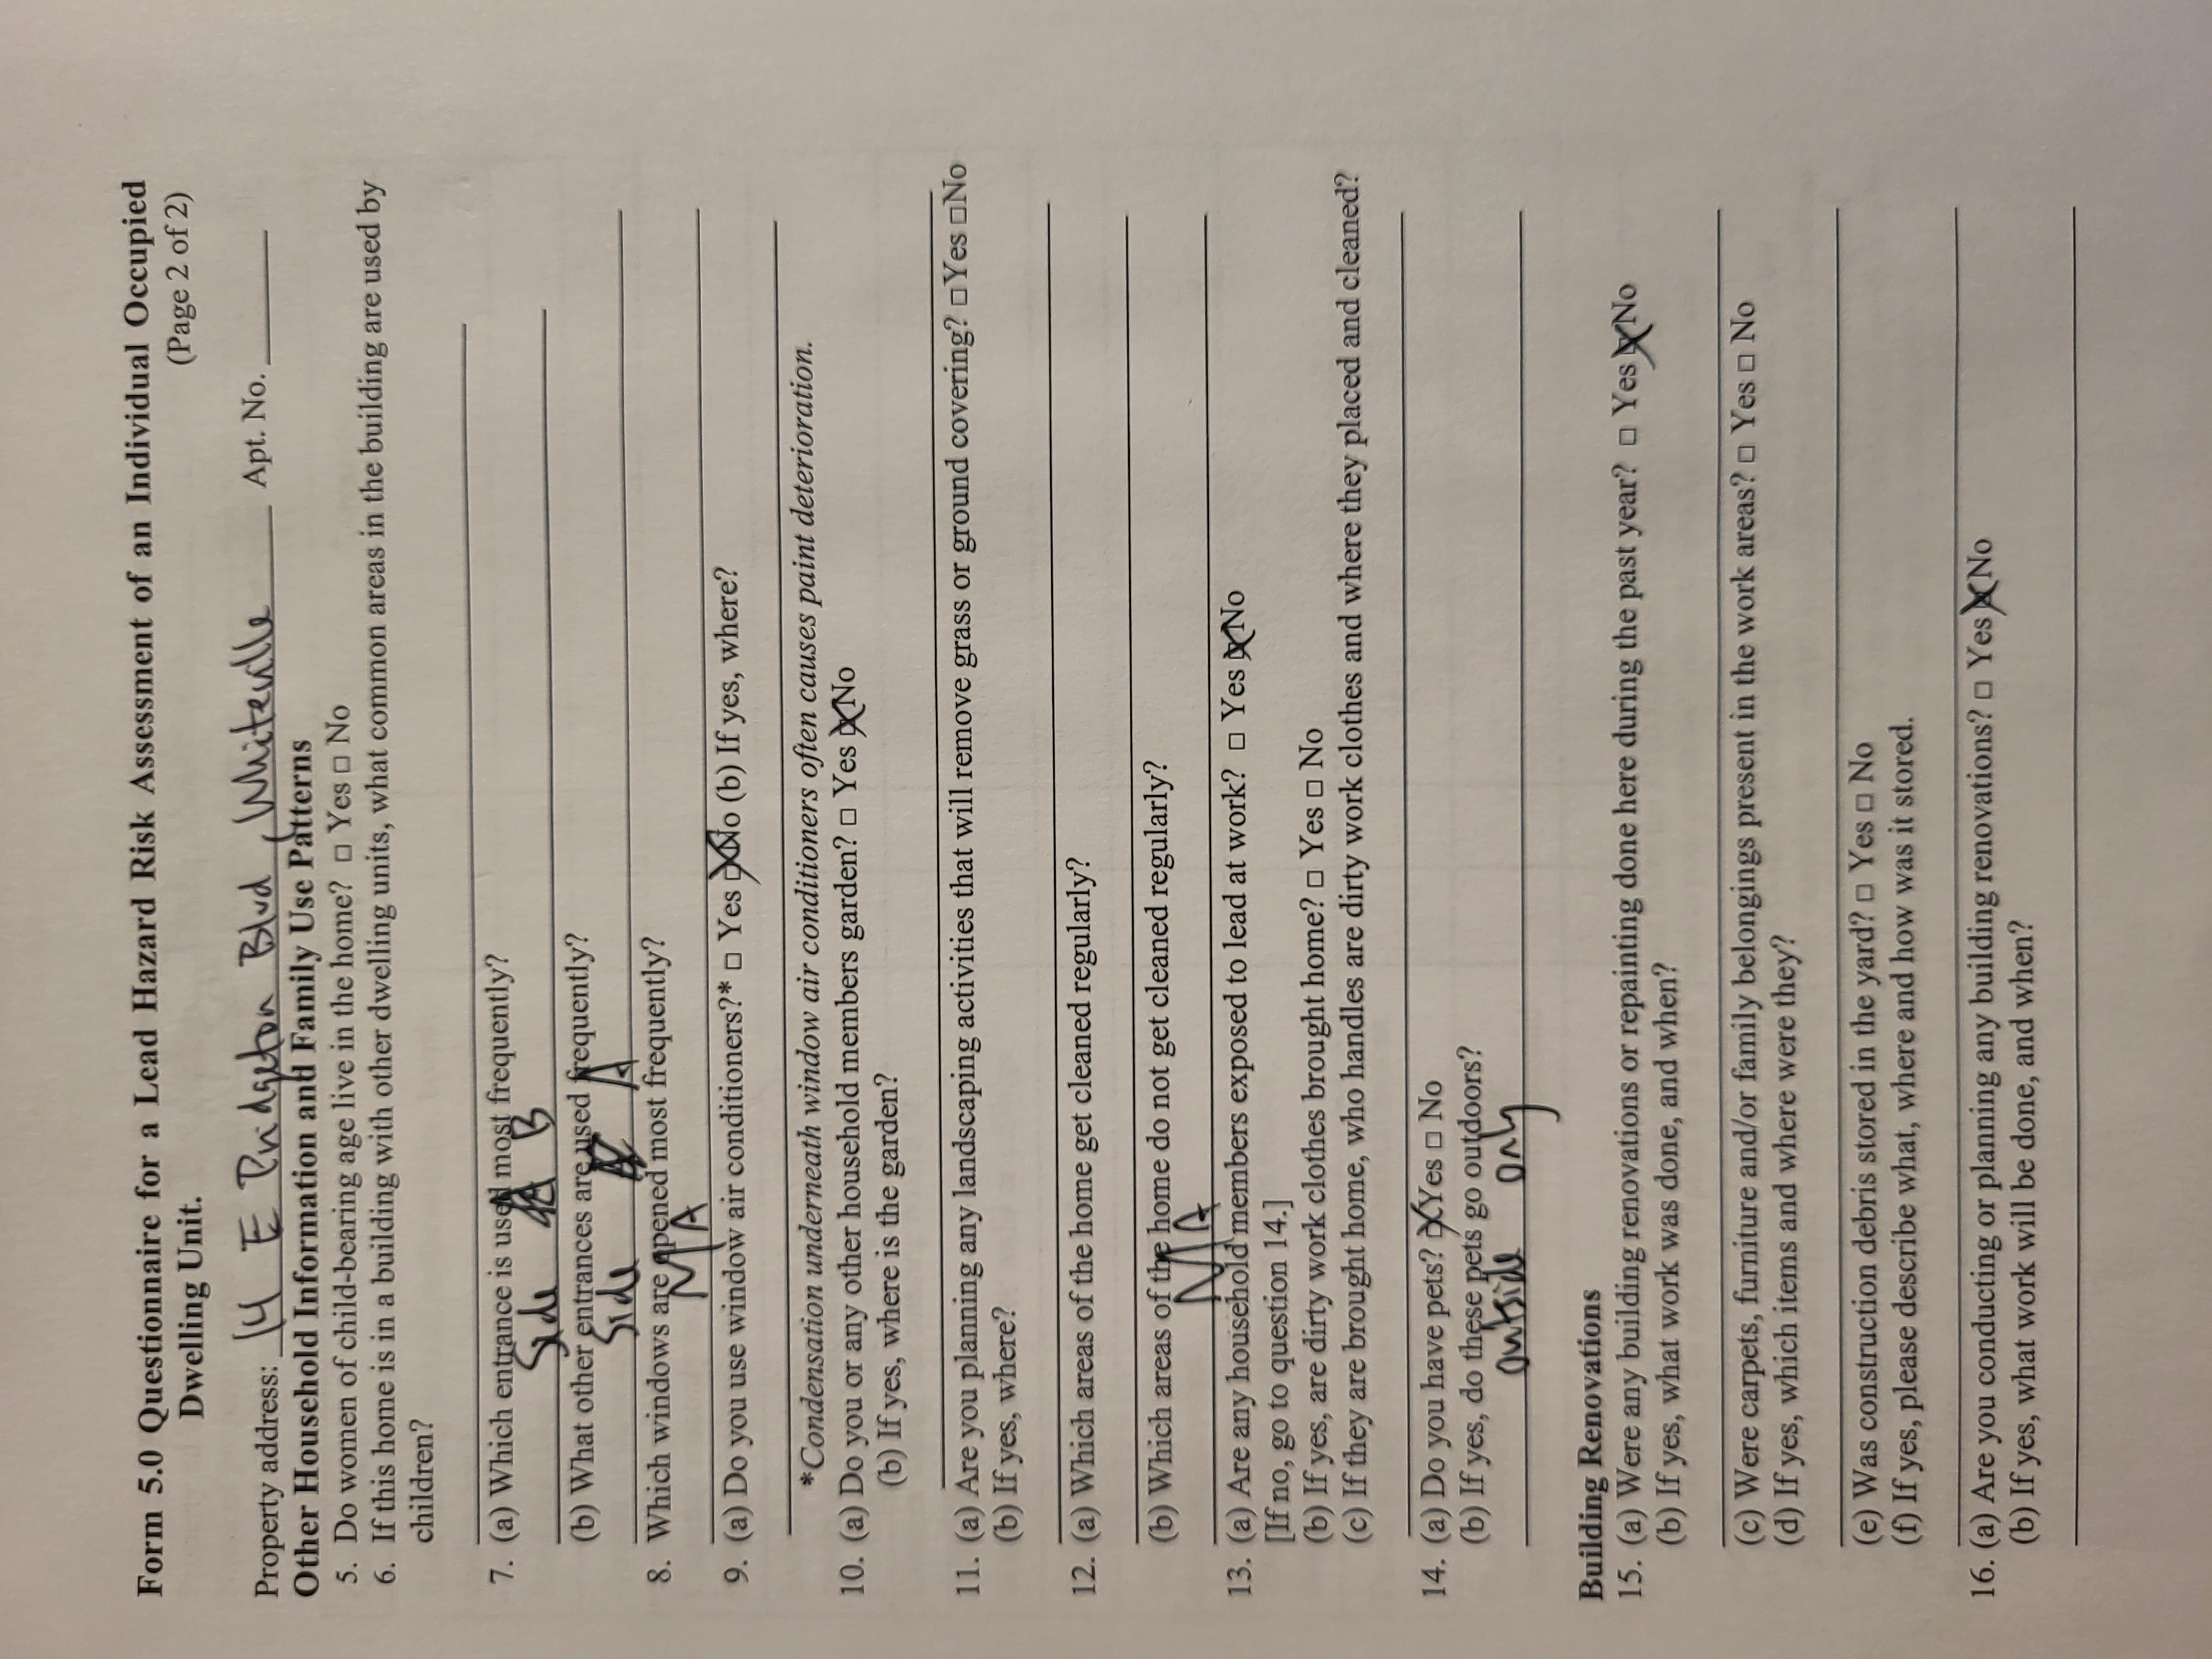 Form 5.0 Questionnaire for a Lead Hazard Risk Assessment of an Individual Occupied
Dwelling Unit. (Page 2 of 2)
Property address: 14 E Pridgeton Blvd, Whiteville Apt. No.
Other Household Information and Family Use Patterns
5. Do women of child-bearing age live in the home? □ Yes □ No
6. If this home is in a building with other dwelling units, what common areas in the building are used by
children?
7. (a) Which entrance is used most frequently?
Side B
(b) What other entrances are used frequently?
Side A
8. Which windows are opened most frequently?
N/A
9. (a) Do you use window air conditioners?* □ Yes ☒ No (b) If yes, where?
*Condensation underneath window air conditioners often causes paint deterioration.
10. (a) Do you or any other household members garden? □ Yes ☒ No
(b) If yes, where is the garden?
11. (a) Are you planning any landscaping activities that will remove grass or ground covering? □ Yes □ No
(b) If yes, where?
12. (a) Which areas of the home get cleaned regularly?
(b) Which areas of the home do not get cleaned regularly?
N/A
13. (a) Are any household members exposed to lead at work? □ Yes ☒ No
[If no, go to question 14.]
(b) If yes, are dirty work clothes brought home? □ Yes □ No
(c) If they are brought home, who handles are dirty work clothes and where they placed and cleaned?
14. (a) Do you have pets? ☒ Yes □ No
(b) If yes, do these pets go outdoors?
outside only
Building Renovations
15. (a) Were any building renovations or repainting done here during the past year? □ Yes ☒ No
(b) If yes, what work was done, and when?
(c) Were carpets, furniture and/or family belongings present in the work areas? □ Yes □ No
(d) If yes, which items and where were they?
(e) Was construction debris stored in the yard? □ Yes □ No
(f) If yes, please describe what, where and how was it stored.
16. (a) Are you conducting or planning any building renovations? □ Yes ☒ No
(b) If yes, what work will be done, and when?